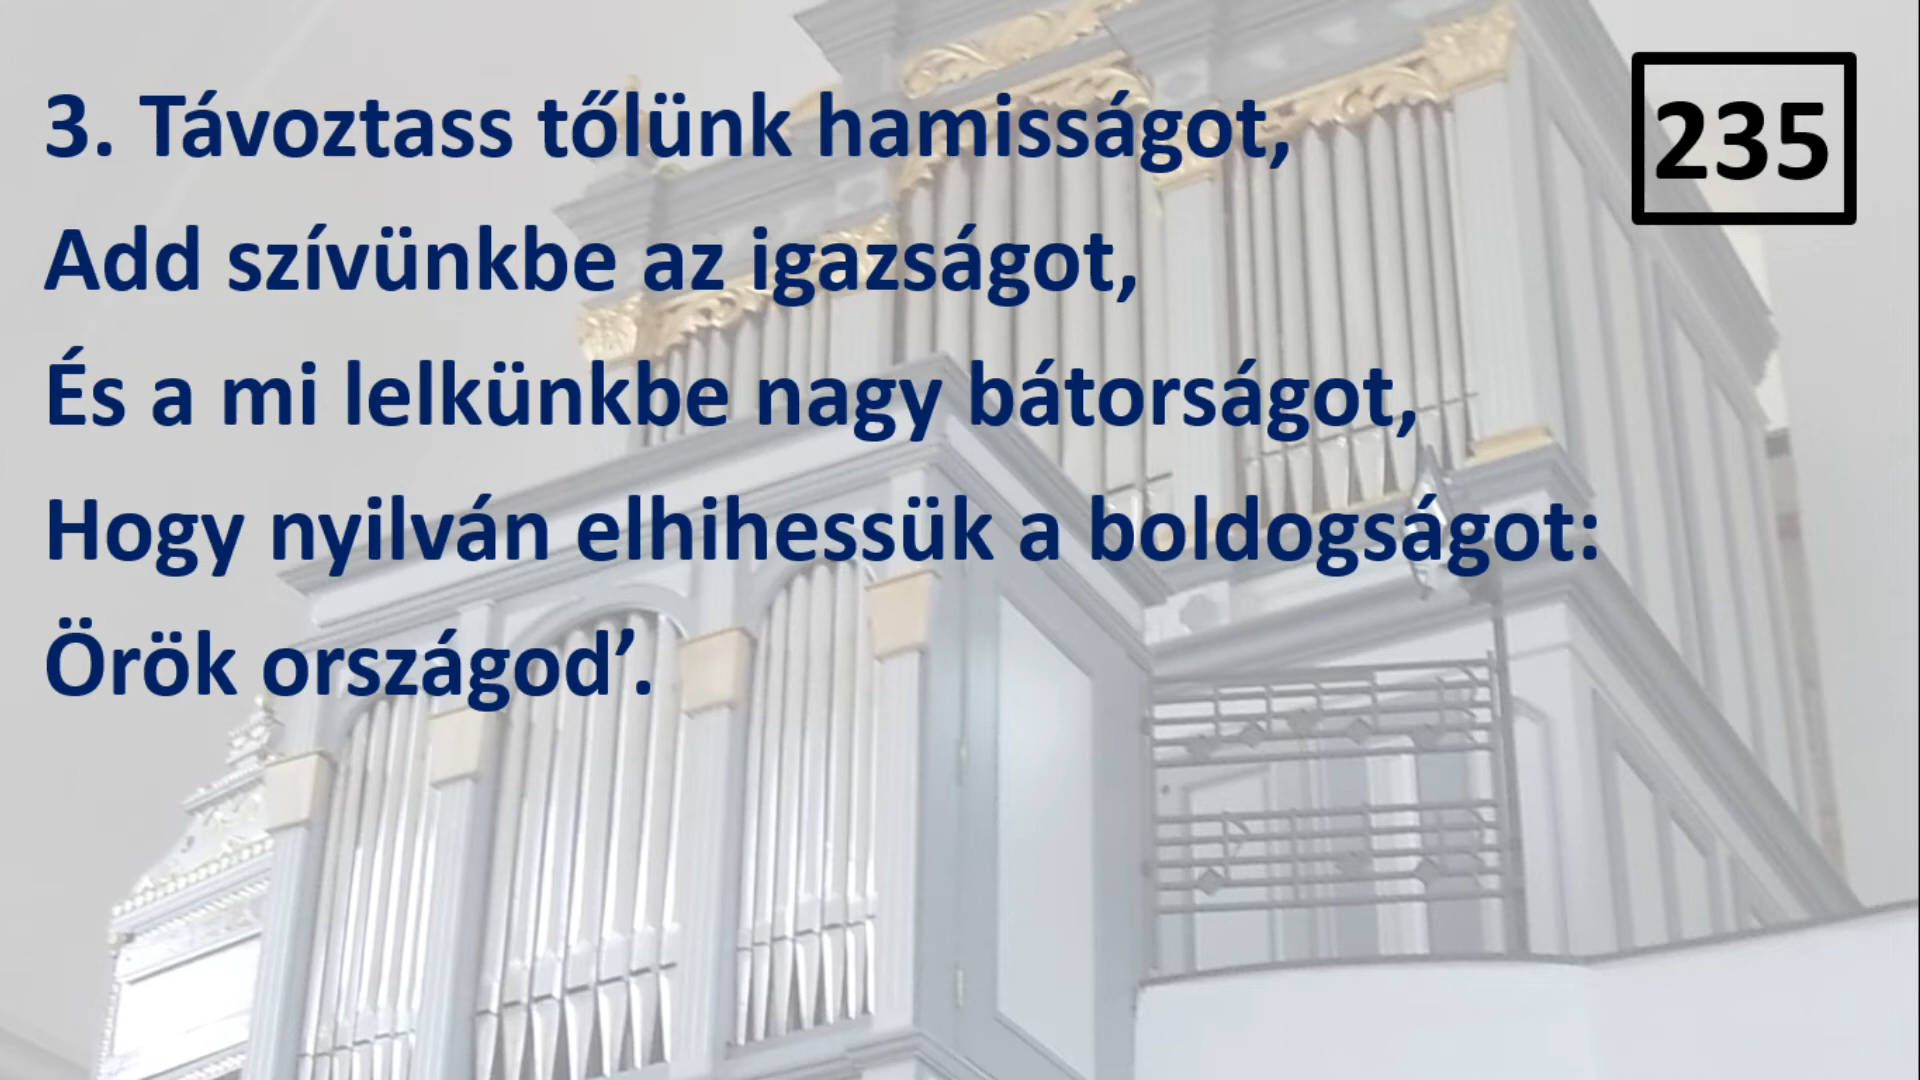 3. Távoztass tőlünk hamisságot,
235
Add szívünkbe az igazságot,
És a mi lelkünkbe nagy bátorságot,
Hogy nyilván elhihessük a boldogságot:
Örök országod’.